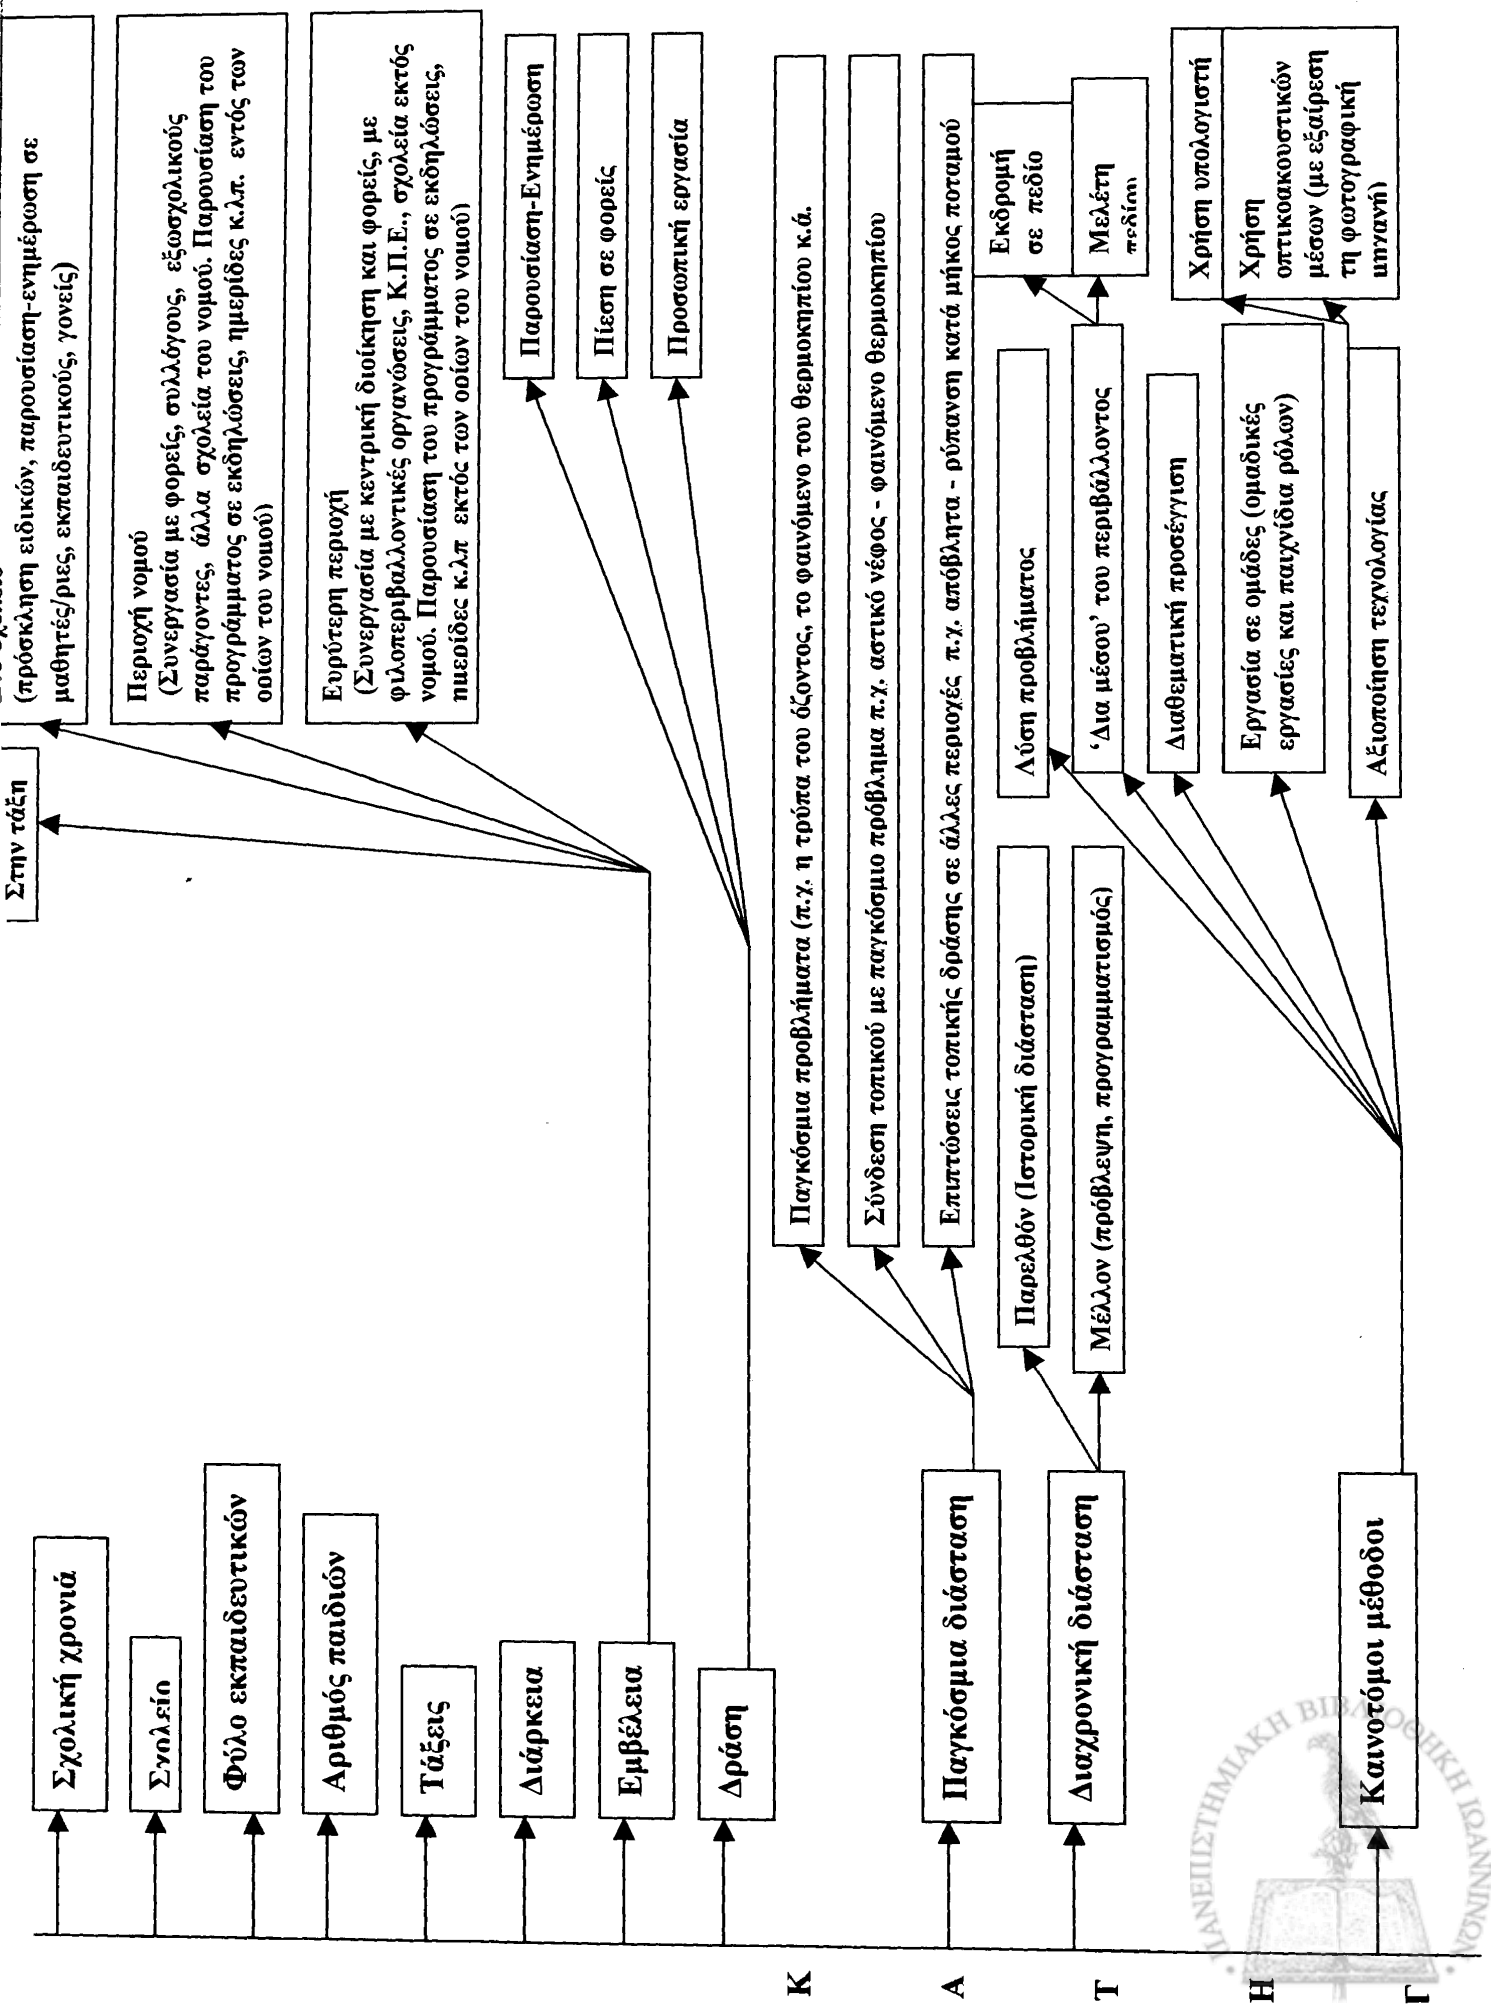 Στην τάξη
(πρόσκληση ειδικών, παρουσίαση-ενημέρωση σε
μαθητές/ριες, εκπαιδευτικούς, γονείς)
Περιοχή νομού
(Συνεργασία με φορείς, συλλόγους, εξωσχολικούς
παράγοντες, άλλα σχολεία του νομού. Παρουσίαση του
προγράμματος σε εκδηλώσεις, ημερίδες κ.λπ. εντός των
ορίων του νομού)
Ευρύτερη περιοχή
(Συνεργασία με κεντρική διοίκηση και φορείς, με
φιλοπεριβαλλοντικές οργανώσεις, Κ.Π.Ε., σχολεία εκτός
νομού. Παρουσίαση του προγράμματος σε εκδηλώσεις,
ημερίδες κ.λπ εκτός των ορίων του νομού)
Σχολική χρονιά
Σχολείο
Φύλο εκπαιδευτικών
Αριθμός παιδιών
Τάξεις
Διάρκεια
Εμβέλεια
Δράση
Παρουσίαση-Ενημέρωση
Πίεση σε φορείς
Προσωπική εργασία
Κ
Α
Τ
Η
Γ
Παγκόσμια διάσταση
Παγκόσμια προβλήματα (π.χ. η τρύπα του όζοντος, το φαινόμενο του θερμοκηπίου κ.ά.
Σύνδεση τοπικού με παγκόσμιο πρόβλημα π.χ. αστικό νέφος - φαινόμενο θερμοκηπίου
Επιπτώσεις τοπικής δράσης σε άλλες περιοχές π.χ. απόβλητα - ρύπανση κατά μήκος ποταμού
Διαχρονική διάσταση
Παρελθόν (Ιστορική διάσταση)
Μέλλον (πρόβλεψη, προγραμματισμός)
Καινοτόμοι μέθοδοι
Λύση προβλήματος
‘Δια μέσου’ του περιβάλλοντος
Εκδρομή
σε πεδίο
Μελέτη
πεδίου
Διαθεματική προσέγγιση
Εργασία σε ομάδες (ομαδικές
εργασίες και παιχνίδια ρόλων)
Αξιοποίηση τεχνολογίας
Χρήση υπολογιστή
Χρήση
οπτικοακουστικών
μέσων (με εξαίρεση
τη φωτογραφική
μηχανή)
ΠΑΝΕΠΙΣΤΗΜΙΑΚΗ ΒΙΒΛΙΟΘΗΚΗ ΙΩΑΝΝΙΝΩΝ